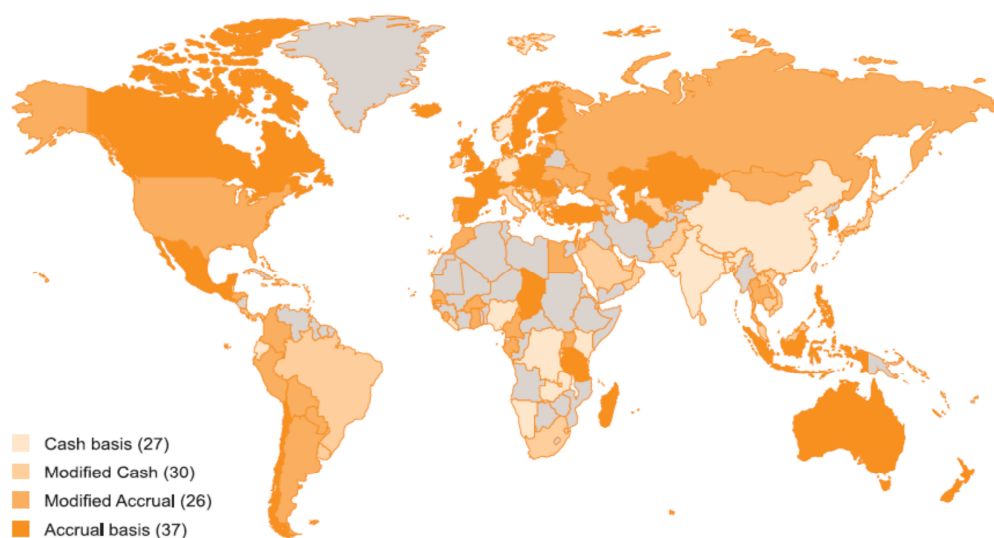 Cash basis (27)
Modified Cash (30)
Modified Accrual (26)
Accrual basis (37)